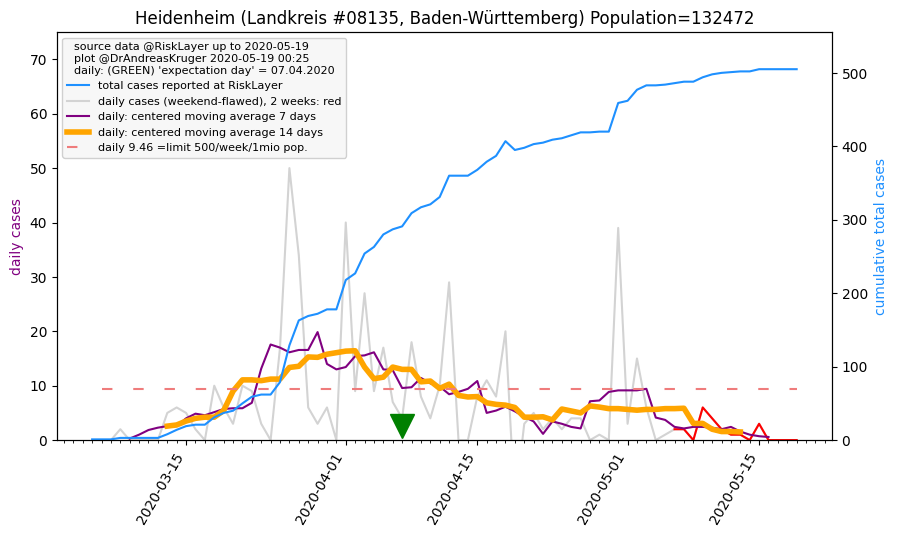 Heidenheim (Landkreis #08135, Baden-Württemberg) Population=132472
source data @RiskLayer up to 2020-05-19
plot @DrAndreasKruger 2020-05-19 00:25
daily: (GREEN) 'expectation day' = 07.04.2020
total cases reported at RiskLayer
daily cases (weekend-flawed), 2 weeks: red
daily: centered moving average 7 days
daily: centered moving average 14 days
daily 9.46 =limit 500/week/1mio pop.
daily cases
70
60
50
40
30
20
10
0
cumulative total cases
500
400
300
200
100
0
2020-03-15
2020-04-01
2020-04-15
2020-05-01
2020-05-15